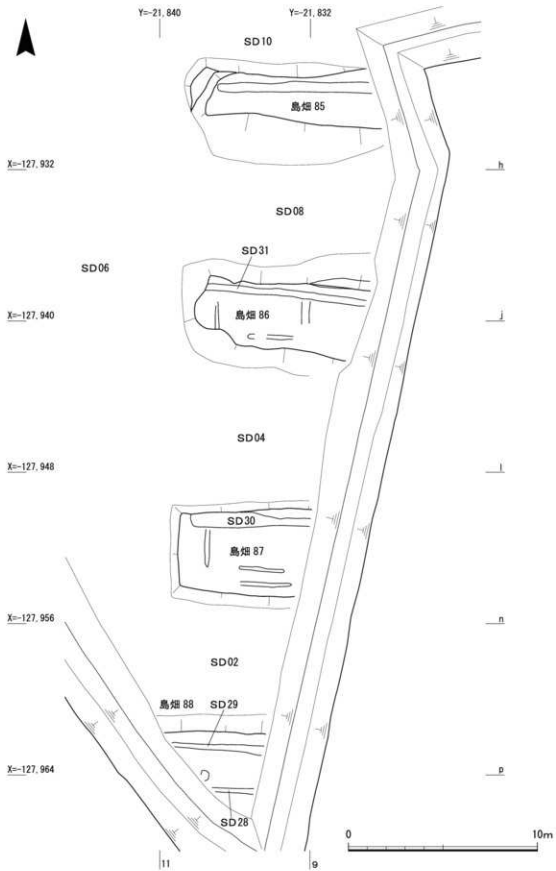 Y=-21,840
Y=-21,832
SD10
島畑 85
X=-127,932
h
SD08
SD31
SD06
X=-127,940
島畑 86
j
SD04
X=-127,948
l
SD30
島畑 87
X=-127,956
n
SD02
島畑 88
SD29
X=-127,964
p
SD28
0
10m
11
9